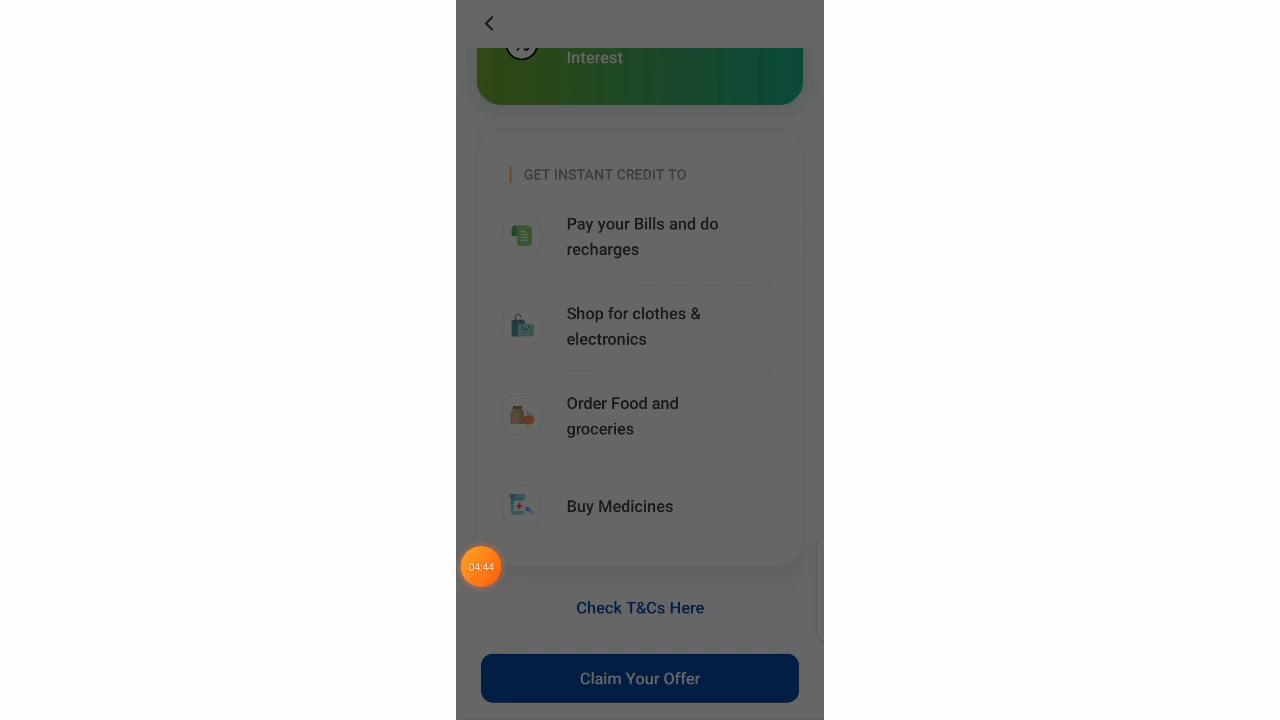 Interest
GET INSTANT CREDIT TO
Pay your Bills and do
recharges
Shop for clothes &
electronics
Order Food and
groceries
Buy Medicines
04:44
Check T&Cs Here
Claim Your Offer